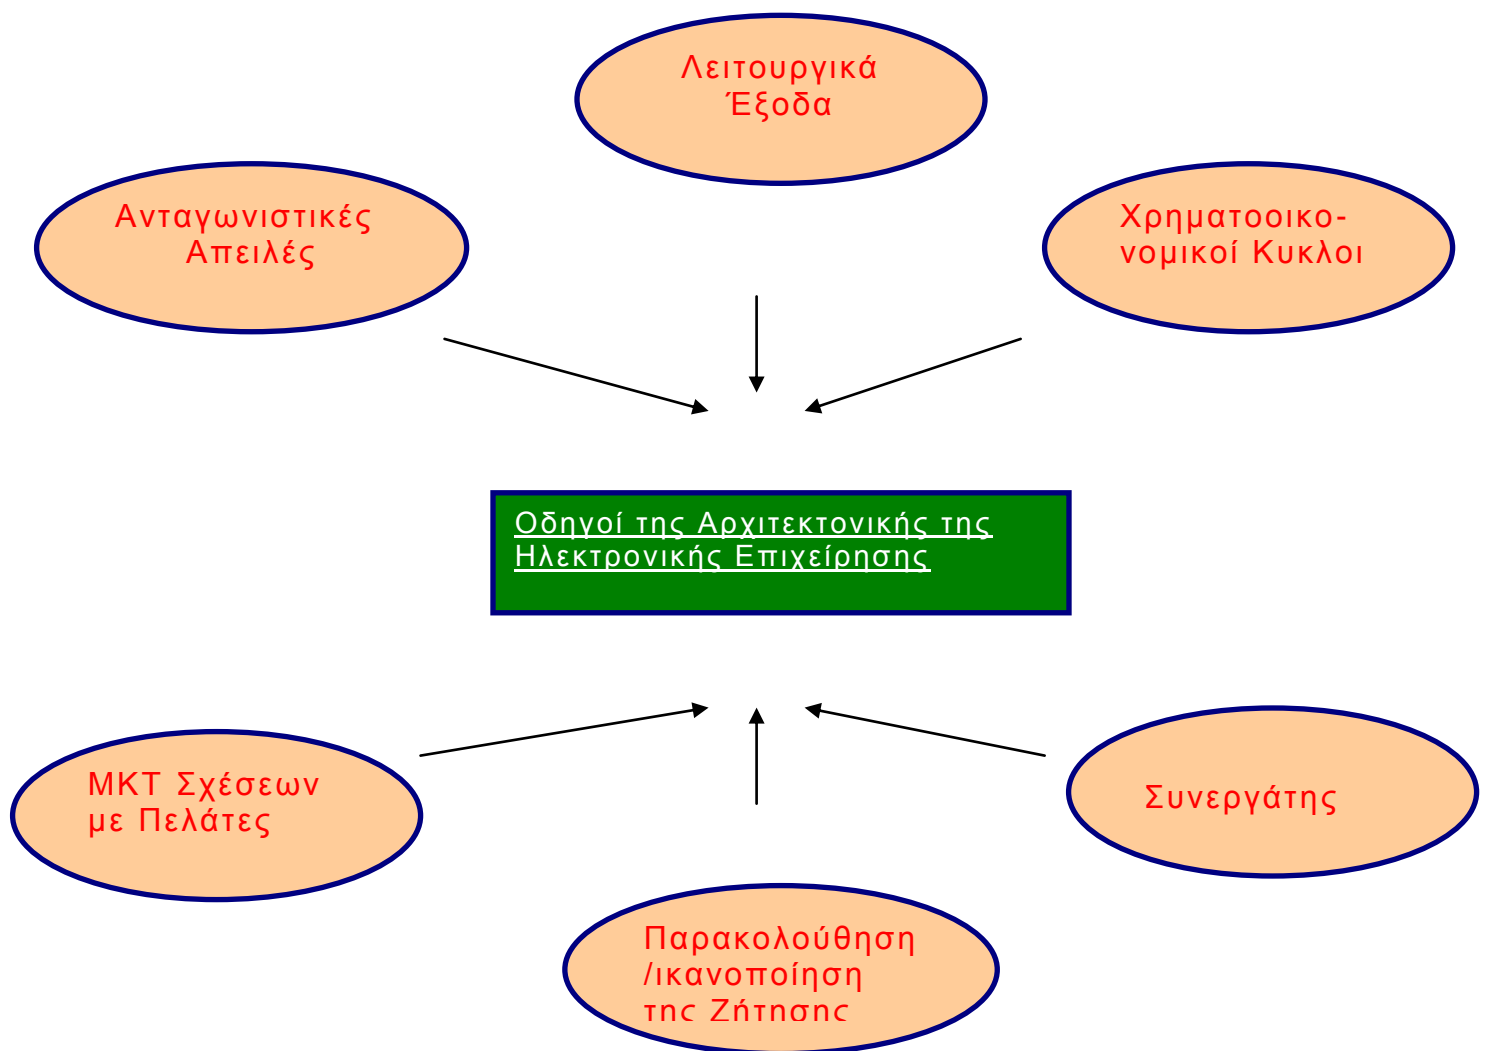 Λειτουργικά
Έξοδα
Ανταγωνιστικές
Απειλές
Χρηματοοικο-
νομικοί Κυκλοι
Οδηγοί της Αρχιτεκτονικής της
Ηλεκτρονικής Επιχείρησης
ΜΚΤ Σχέσεων
με Πελάτες
Συνεργάτης
Παρακολούθηση
/ικανοποίηση
της Ζήτησης